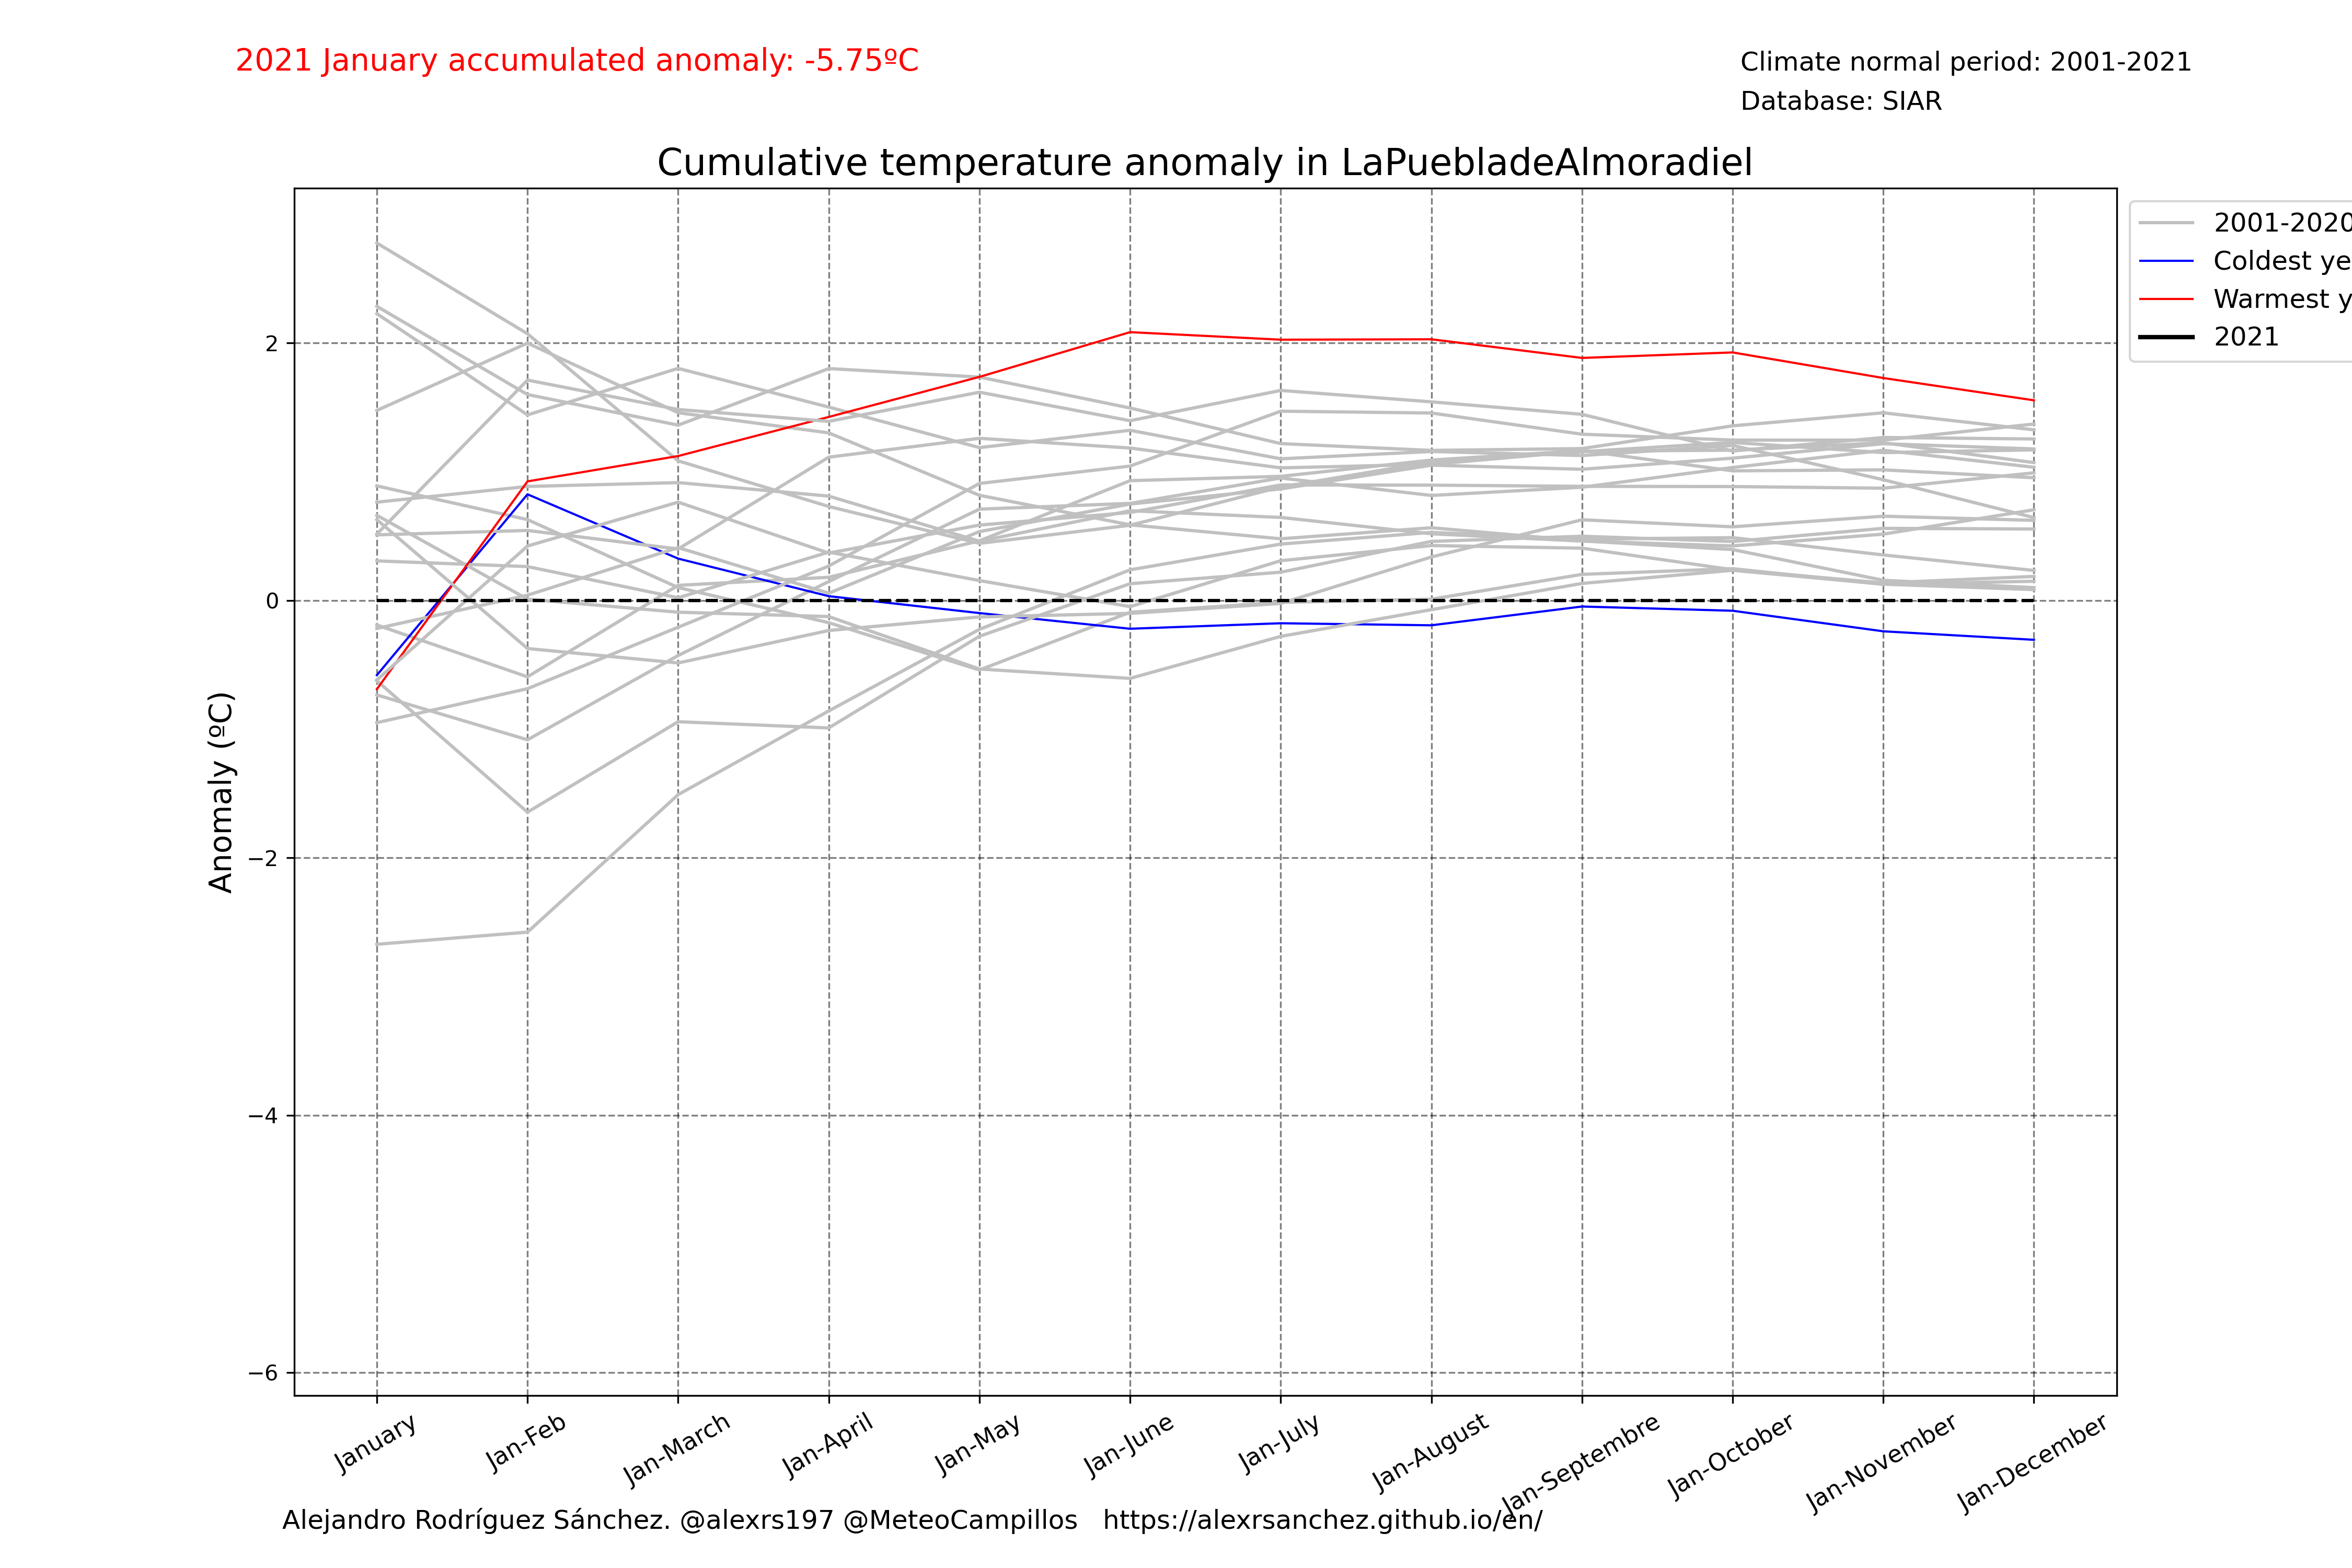 2021 January accumulated anomaly: -5.75ºC
Climate normal period: 2001-2021
Database: SIAR
Cumulative temperature anomaly in LaPuebladeAlmoradiel
2001-2020
Coldest ye
Warmest y
2021
Anomaly (ºC)
2
0
−2
−4
−6
January
Jan-Feb
Jan-March
Jan-April
Jan-May
Jan-June
Jan-July
Jan-August
Jan-Septembre
Jan-October
Jan-November
Jan-December
Alejandro Rodríguez Sánchez. @alexrs197 @MeteoCampillos https://alexrsanchez.github.io/en/